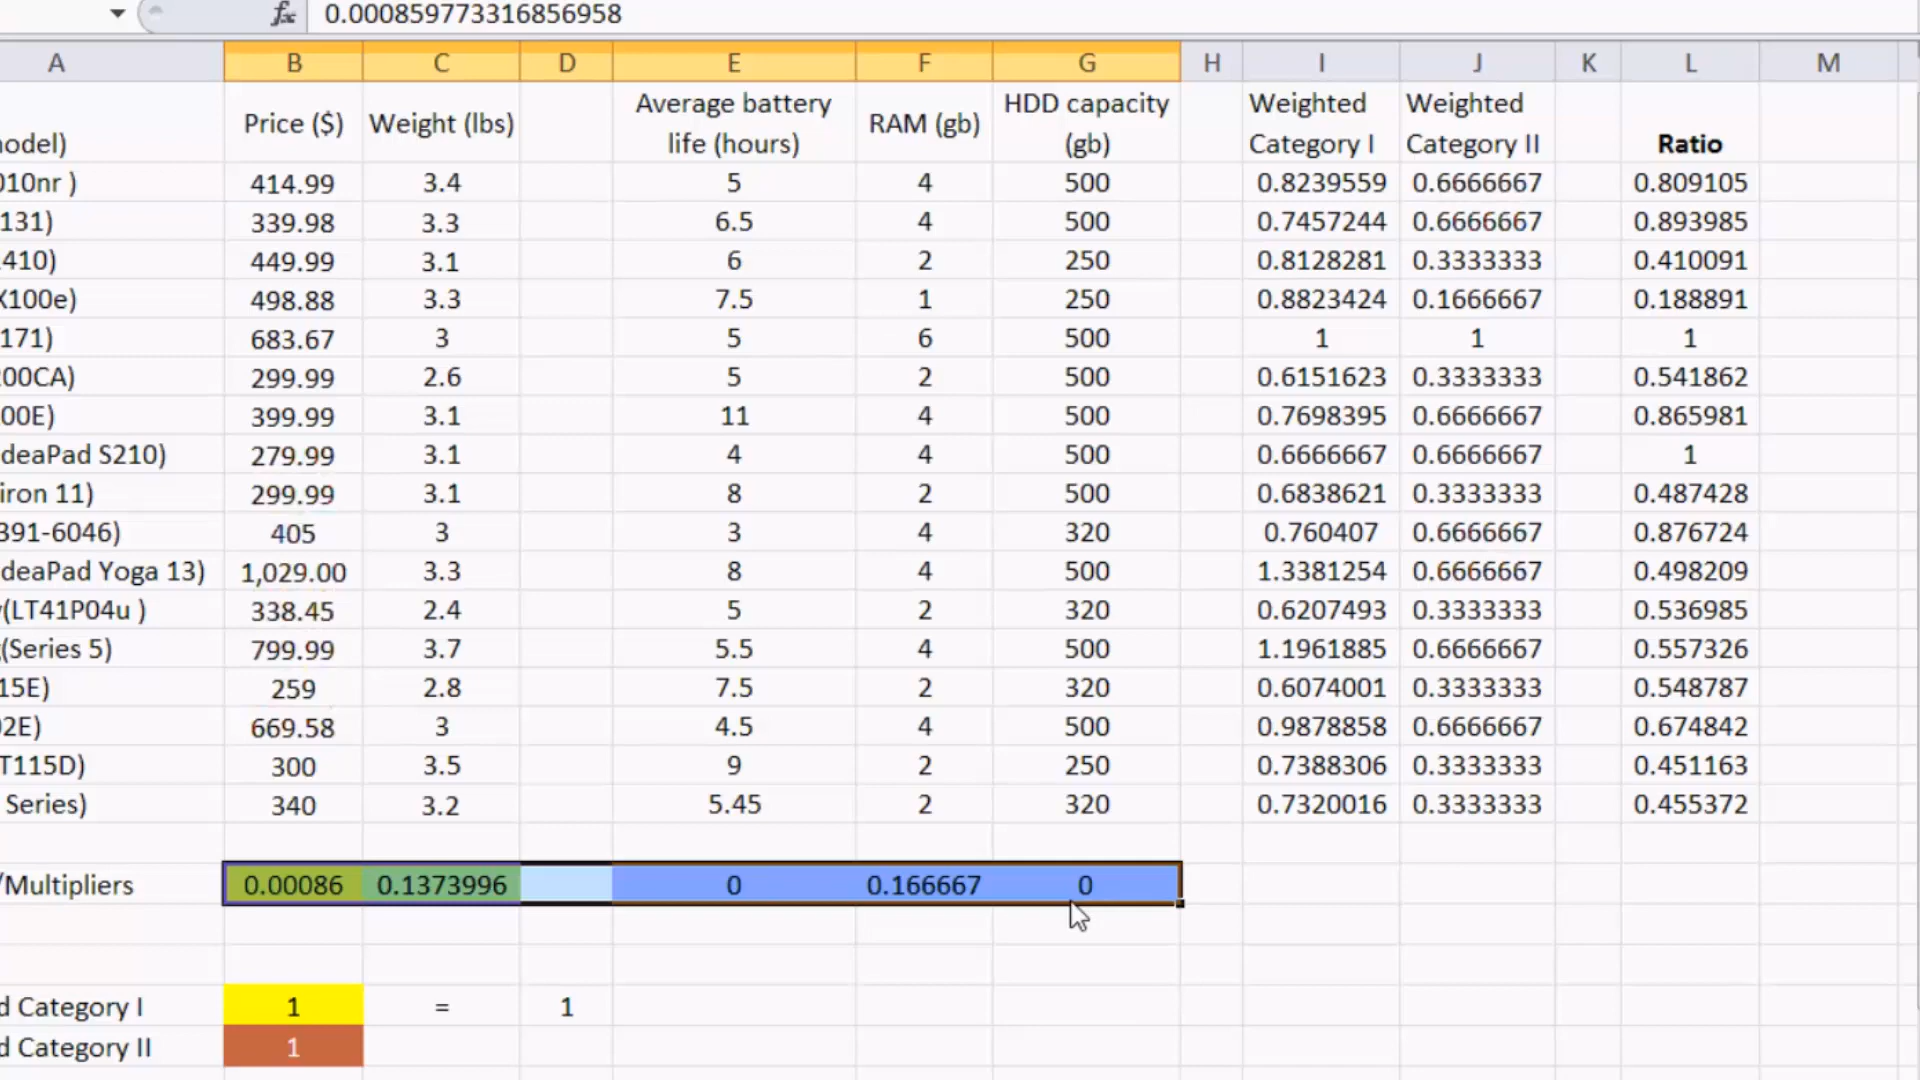 fx 0.000859773316856958
A B C D E F G H I J K L M
Price ($) Weight (lbs) Average battery life (hours) RAM (gb) HDD capacity (gb) Weighted Category I Weighted Category II Ratio
odel)
010nr ) 414.99 3.4 5 4 500 0.8239559 0.6666667 0.809105
131) 339.98 3.3 6.5 4 500 0.7457244 0.6666667 0.893985
410) 449.99 3.1 6 2 250 0.8128281 0.3333333 0.410091
X100e) 498.88 3.3 7.5 1 250 0.8823424 0.1666667 0.188891
171) 683.67 3 5 6 500 1 1 1
200CA) 299.99 2.6 5 2 500 0.6151623 0.3333333 0.541862
00E) 399.99 3.1 11 4 500 0.7698395 0.6666667 0.865981
deaPad S210) 279.99 3.1 4 4 500 0.6666667 0.6666667 1
iron 11) 299.99 3.1 8 2 500 0.6838621 0.3333333 0.487428
391-6046) 405 3 3 4 320 0.760407 0.6666667 0.876724
deaPad Yoga 13) 1,029.00 3.3 8 4 500 1.3381254 0.6666667 0.498209
(LT41P04u ) 338.45 2.4 5 2 320 0.6207493 0.3333333 0.536985
(Series 5) 799.99 3.7 5.5 4 500 1.1961885 0.6666667 0.557326
15E) 259 2.8 7.5 2 320 0.6074001 0.3333333 0.548787
02E) 669.58 3 4.5 4 500 0.9878858 0.6666667 0.674842
T115D) 300 3.5 9 2 250 0.7388306 0.3333333 0.451163
Series) 340 3.2 5.45 2 320 0.7320016 0.3333333 0.455372
/Multipliers 0.00086 0.1373996 0 0.166667 0
d Category I 1 = 1
d Category II 1